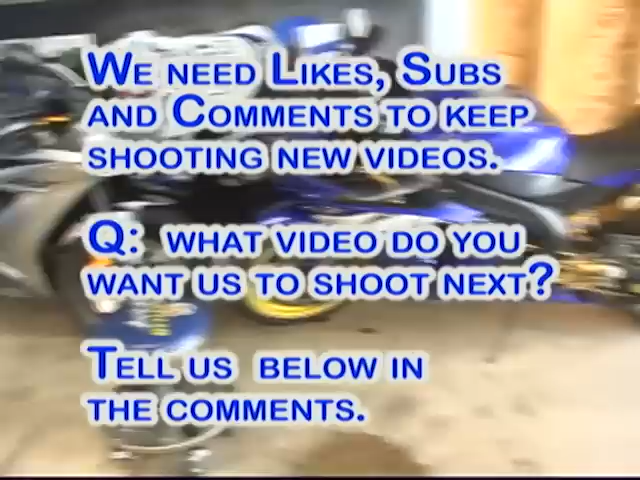 We need Likes, Subs
and Comments to keep
shooting new videos.
Q: what video do you
want us to shoot next?
Tell us below in
the comments.